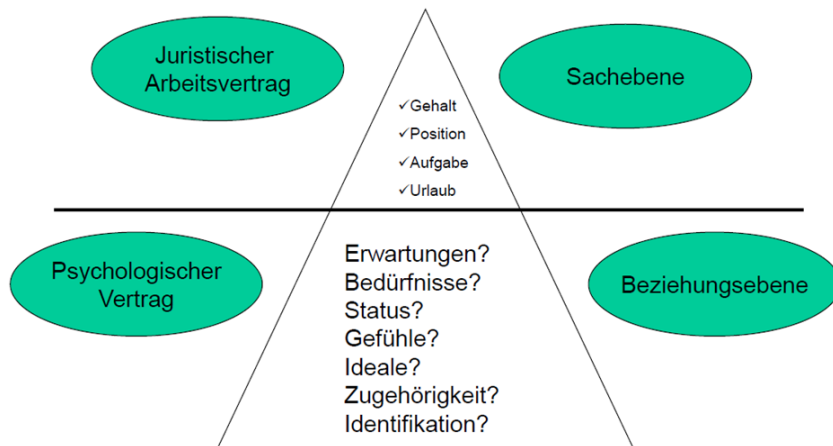 Juristischer
Arbeitsvertrag
Sachebene
✓Gehalt
✓Position
✓Aufgabe
✓Urlaub
Psychologischer
Vertrag
Erwartungen?
Bedürfnisse?
Status?
Gefühle?
Ideale?
Zugehörigkeit?
Identifikation?
Beziehungsebene